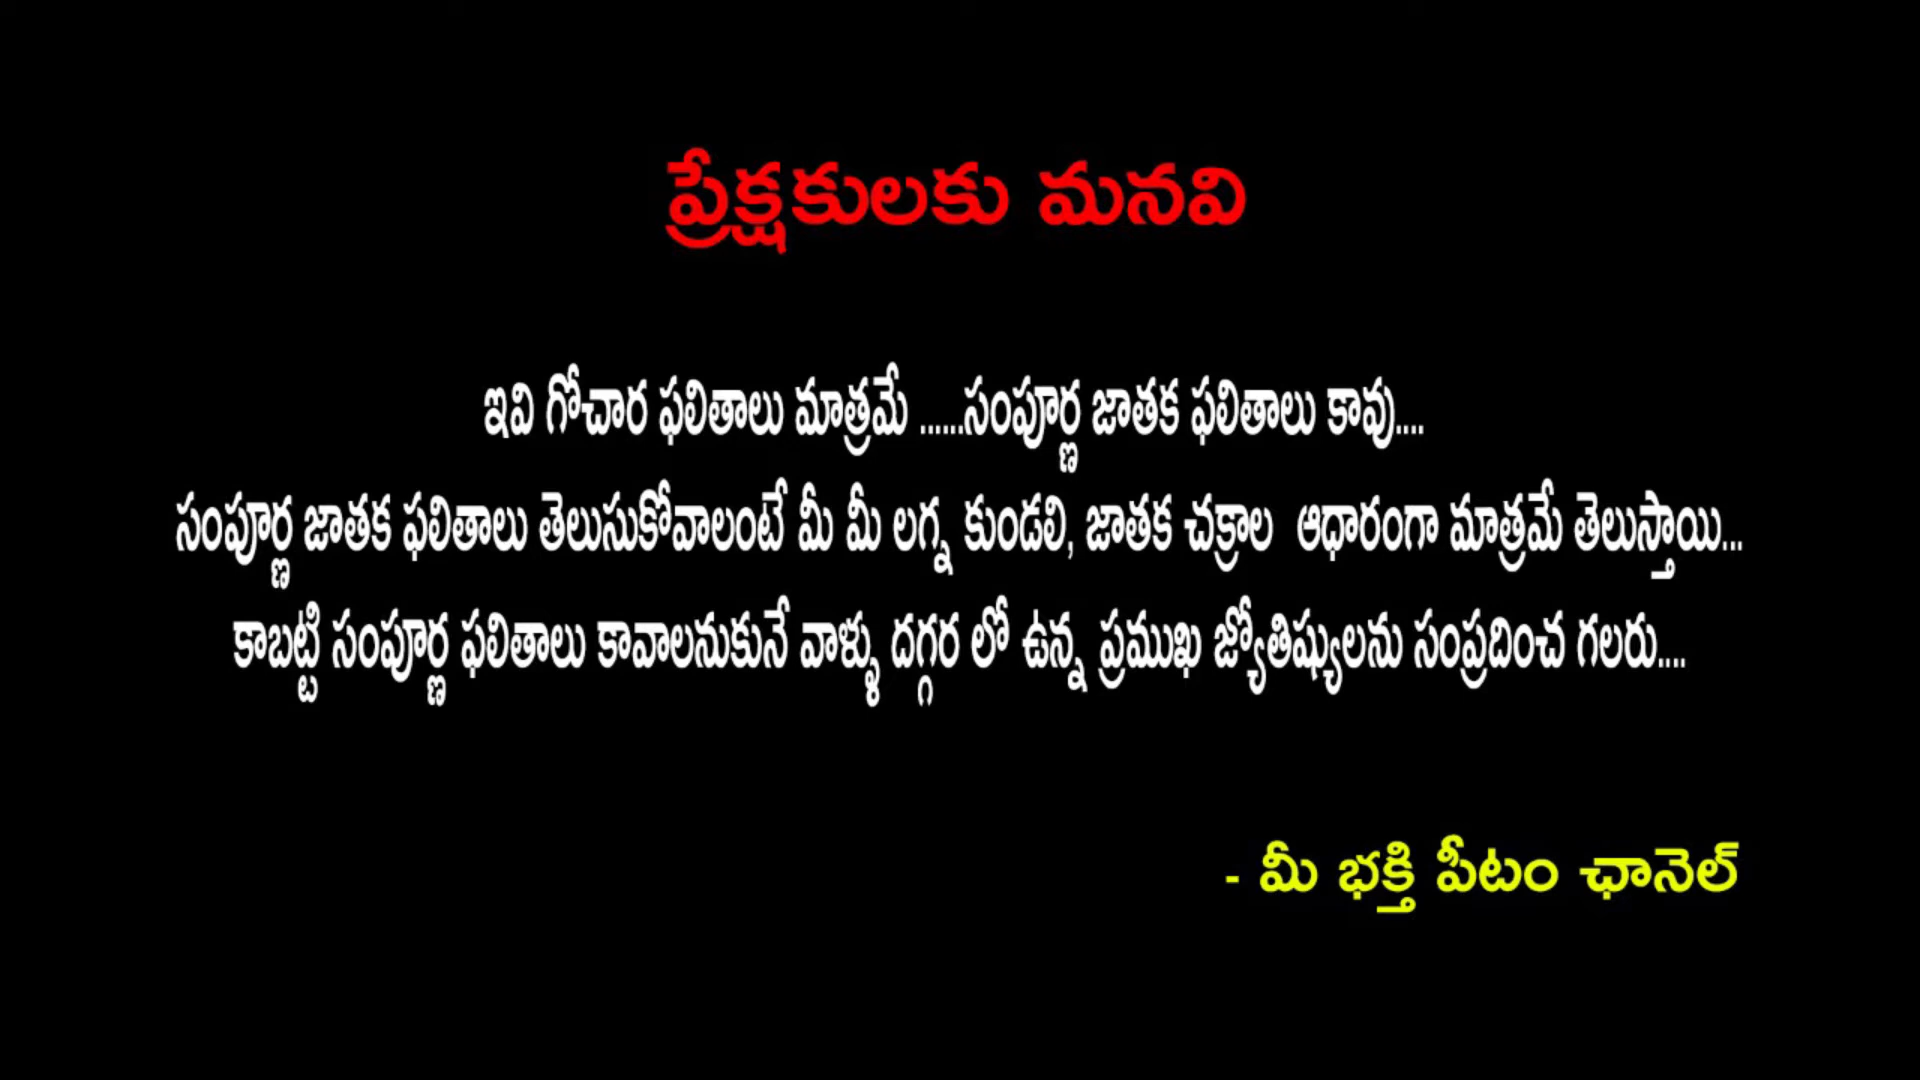 ప్రేక్షకులకు మనవి
ఇవి గోచార ఫలితాలు మాత్రమే ......సంపూర్ణ జాతక ఫలితాలు కావు....
సంపూర్ణ జాతక ఫలితాలు తెలుసుకోవాలంటే మీ మీ లగ్న కుండలి, జాతక చక్రాల ఆధారంగా మాత్రమే తెలుస్తాయి...
కాబట్టి సంపూర్ణ ఫలితాలు కావాలనుకునే వాళ్ళు దగ్గర లో ఉన్న ప్రముఖ జ్యోతిష్యులను సంప్రదించ గలరు....
- మీ భక్తి పీటం ఛానెల్